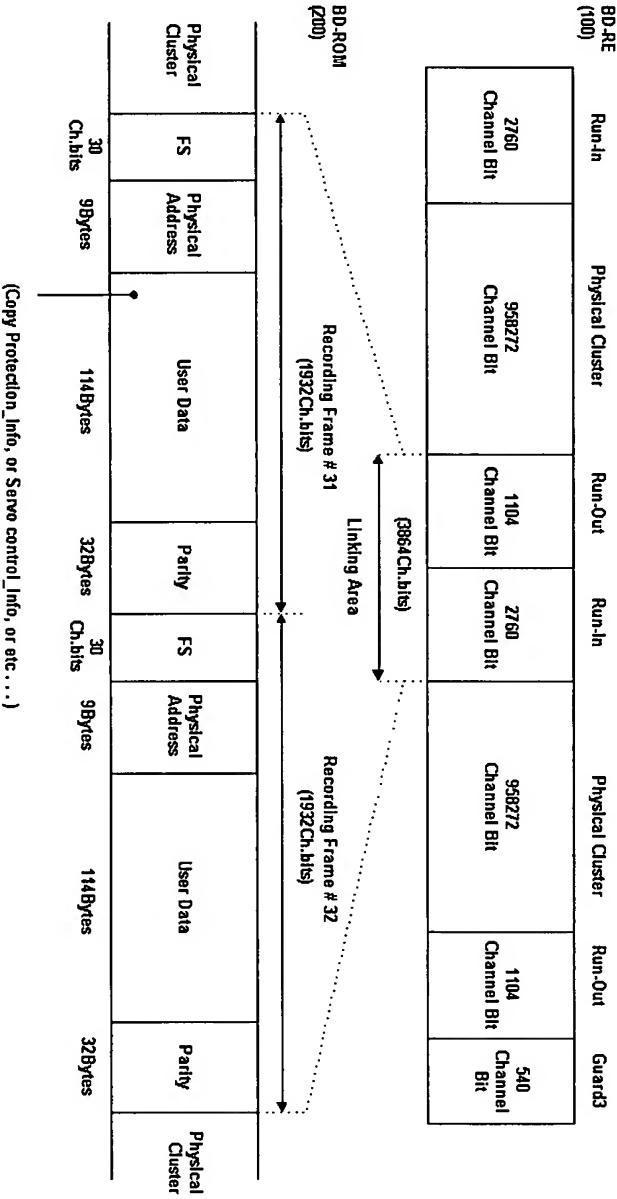 BD-RE
(100)
Run-In
Physical Cluster
Run-Out
Run-In
Physical Cluster
Run-Out
Guard3
2760
Channel Bit
958272
Channel Bit
1104
Channel Bit
2760
Channel Bit
958272
Channel Bit
1104
Channel Bit
540
Channel
Bit
(3864Ch.bits)
Linking Area
BD-ROM
(200)
Recording Frame # 31
(1932Ch.bits)
Recording Frame # 32
(1932Ch.bits)
Physical
Cluster
FS
Physical
Address
User Data
Parity
FS
Physical
Address
User Data
Parity
Physical
Cluster
30
Ch.bits
9Bytes
114Bytes
32Bytes
30
Ch.bits
9Bytes
114Bytes
32Bytes
(Copy Protection_Info, or Servo control_Info, or etc . . .)